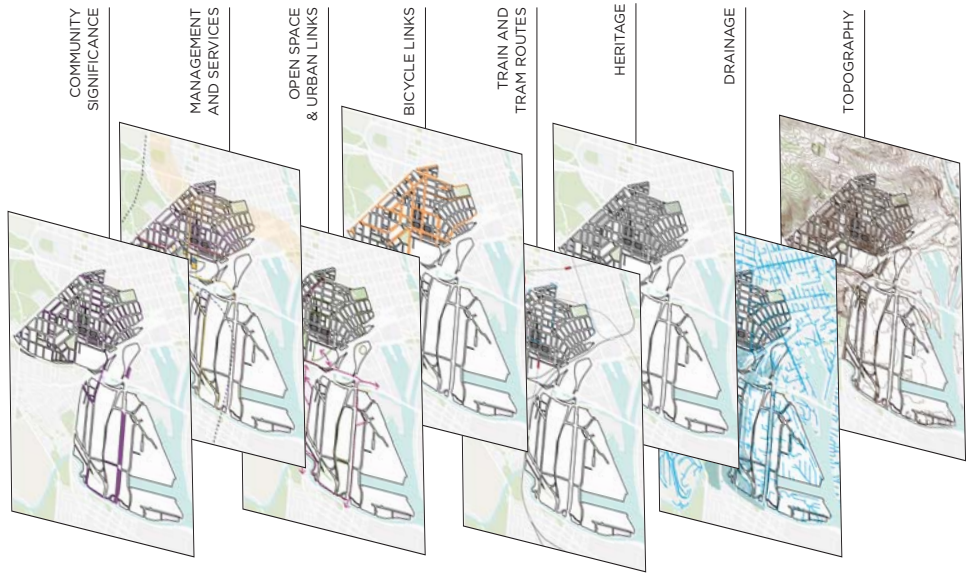 COMMUNITY
SIGNIFICANCE
MANAGEMENT
AND SERVICES
OPEN SPACE
& URBAN LINKS
BICYCLE LINKS
TRAIN AND
TRAM ROUTES
HERITAGE
DRAINAGE
TOPOGRAPHY